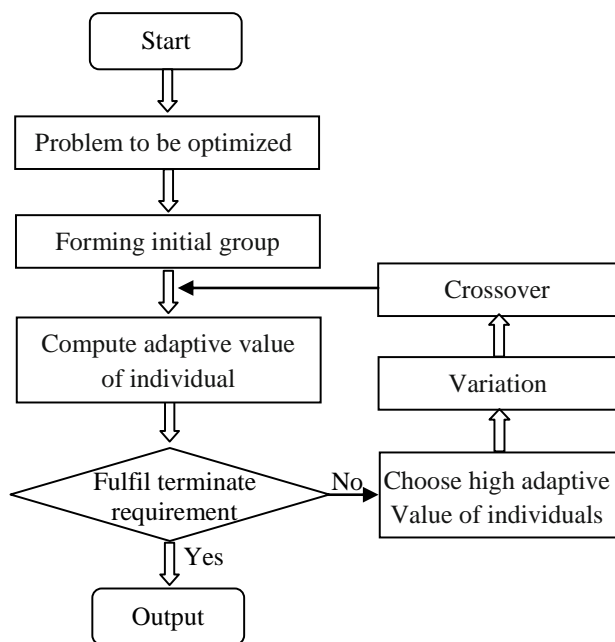 Start
Problem to be optimized
Forming initial group
Crossover
Compute adaptive value
of individual
Variation
Fulfil terminate
requirement
No
Choose high adaptive
Value of individuals
Yes
Output